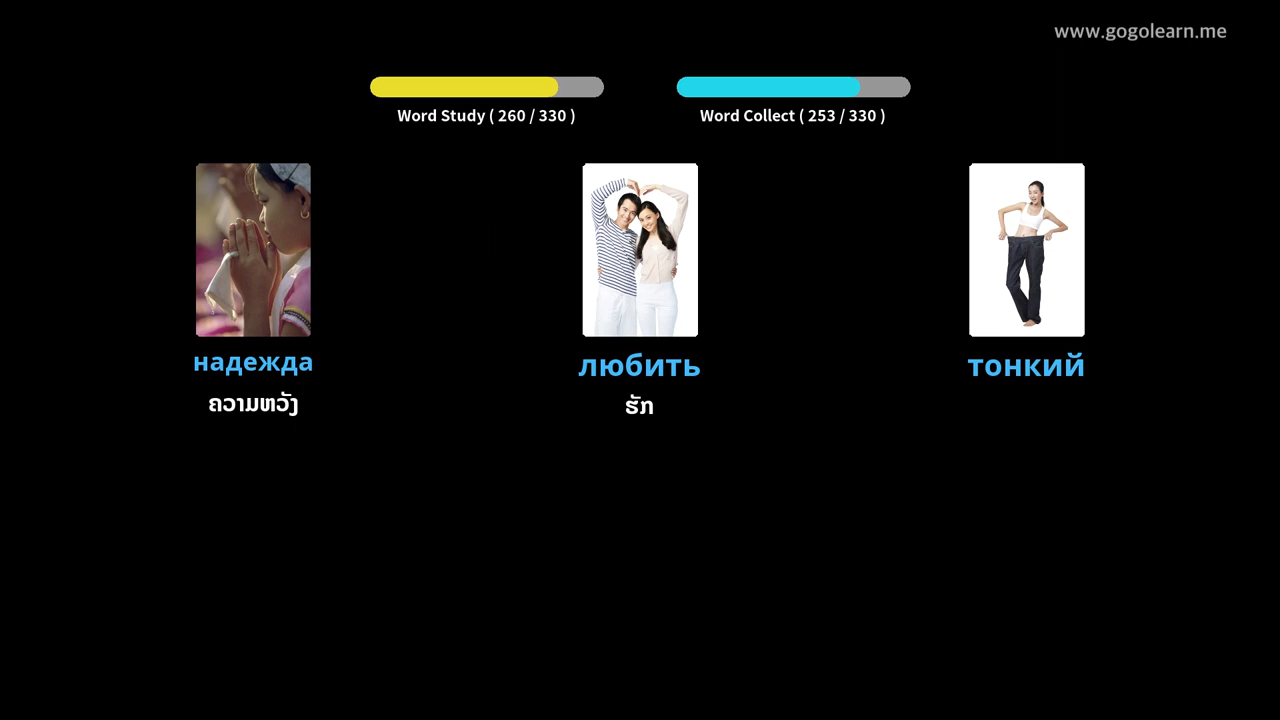 www.gogolearn.me
Word Study ( 260 / 330 )
Word Collect ( 253 / 330 )
надежда
любить
тонкий
ຄວາມຫວັງ
ຮັກ